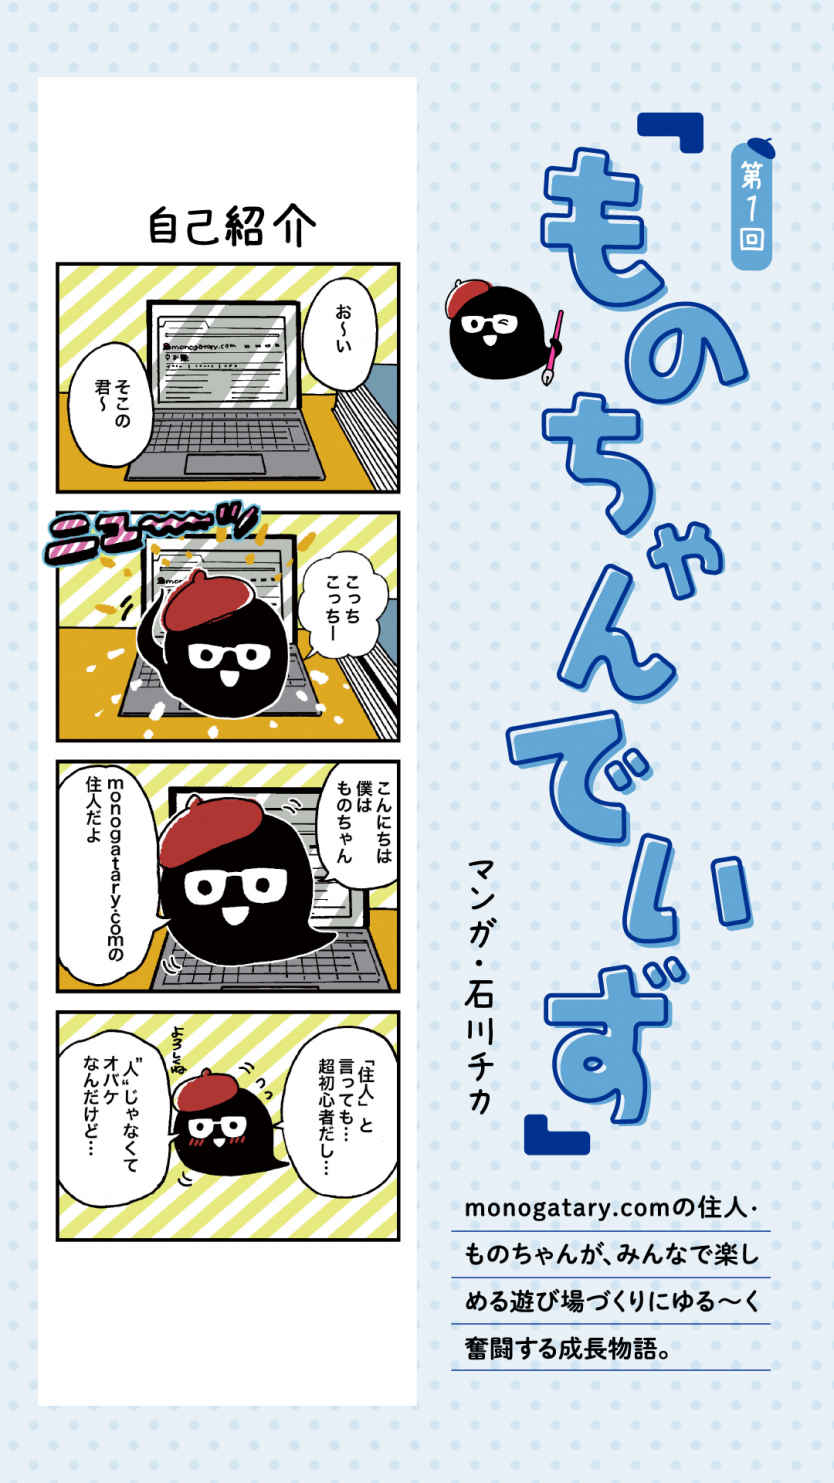 第1回
「ものちゃんでいず」
マンガ・石川チカ
monogatary.comの住人・
ものちゃんが、みんなで楽し
める遊び場づくりにゆる〜く
奮闘する成長物語。
自己紹介
お〜い
そこの
君〜
monogatary.com
ニュ〜〜ッ
こっち
こっちー
こんにちは
僕は
ものちゃん
monogatary.comの
住人だよ
「住人」と
言っても…
超初心者だし…
よろしくね
"人"じゃなくて
オバケ
なんだけど…